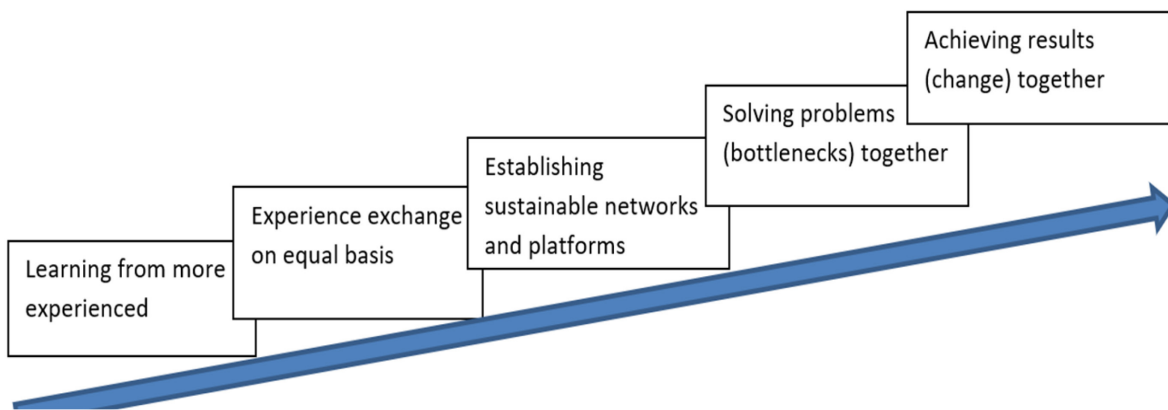 Learning from more
experienced
Experience exchange
on equal basis
Establishing
sustainable networks
and platforms
Solving problems
(bottlenecks) together
Achieving results
(change) together